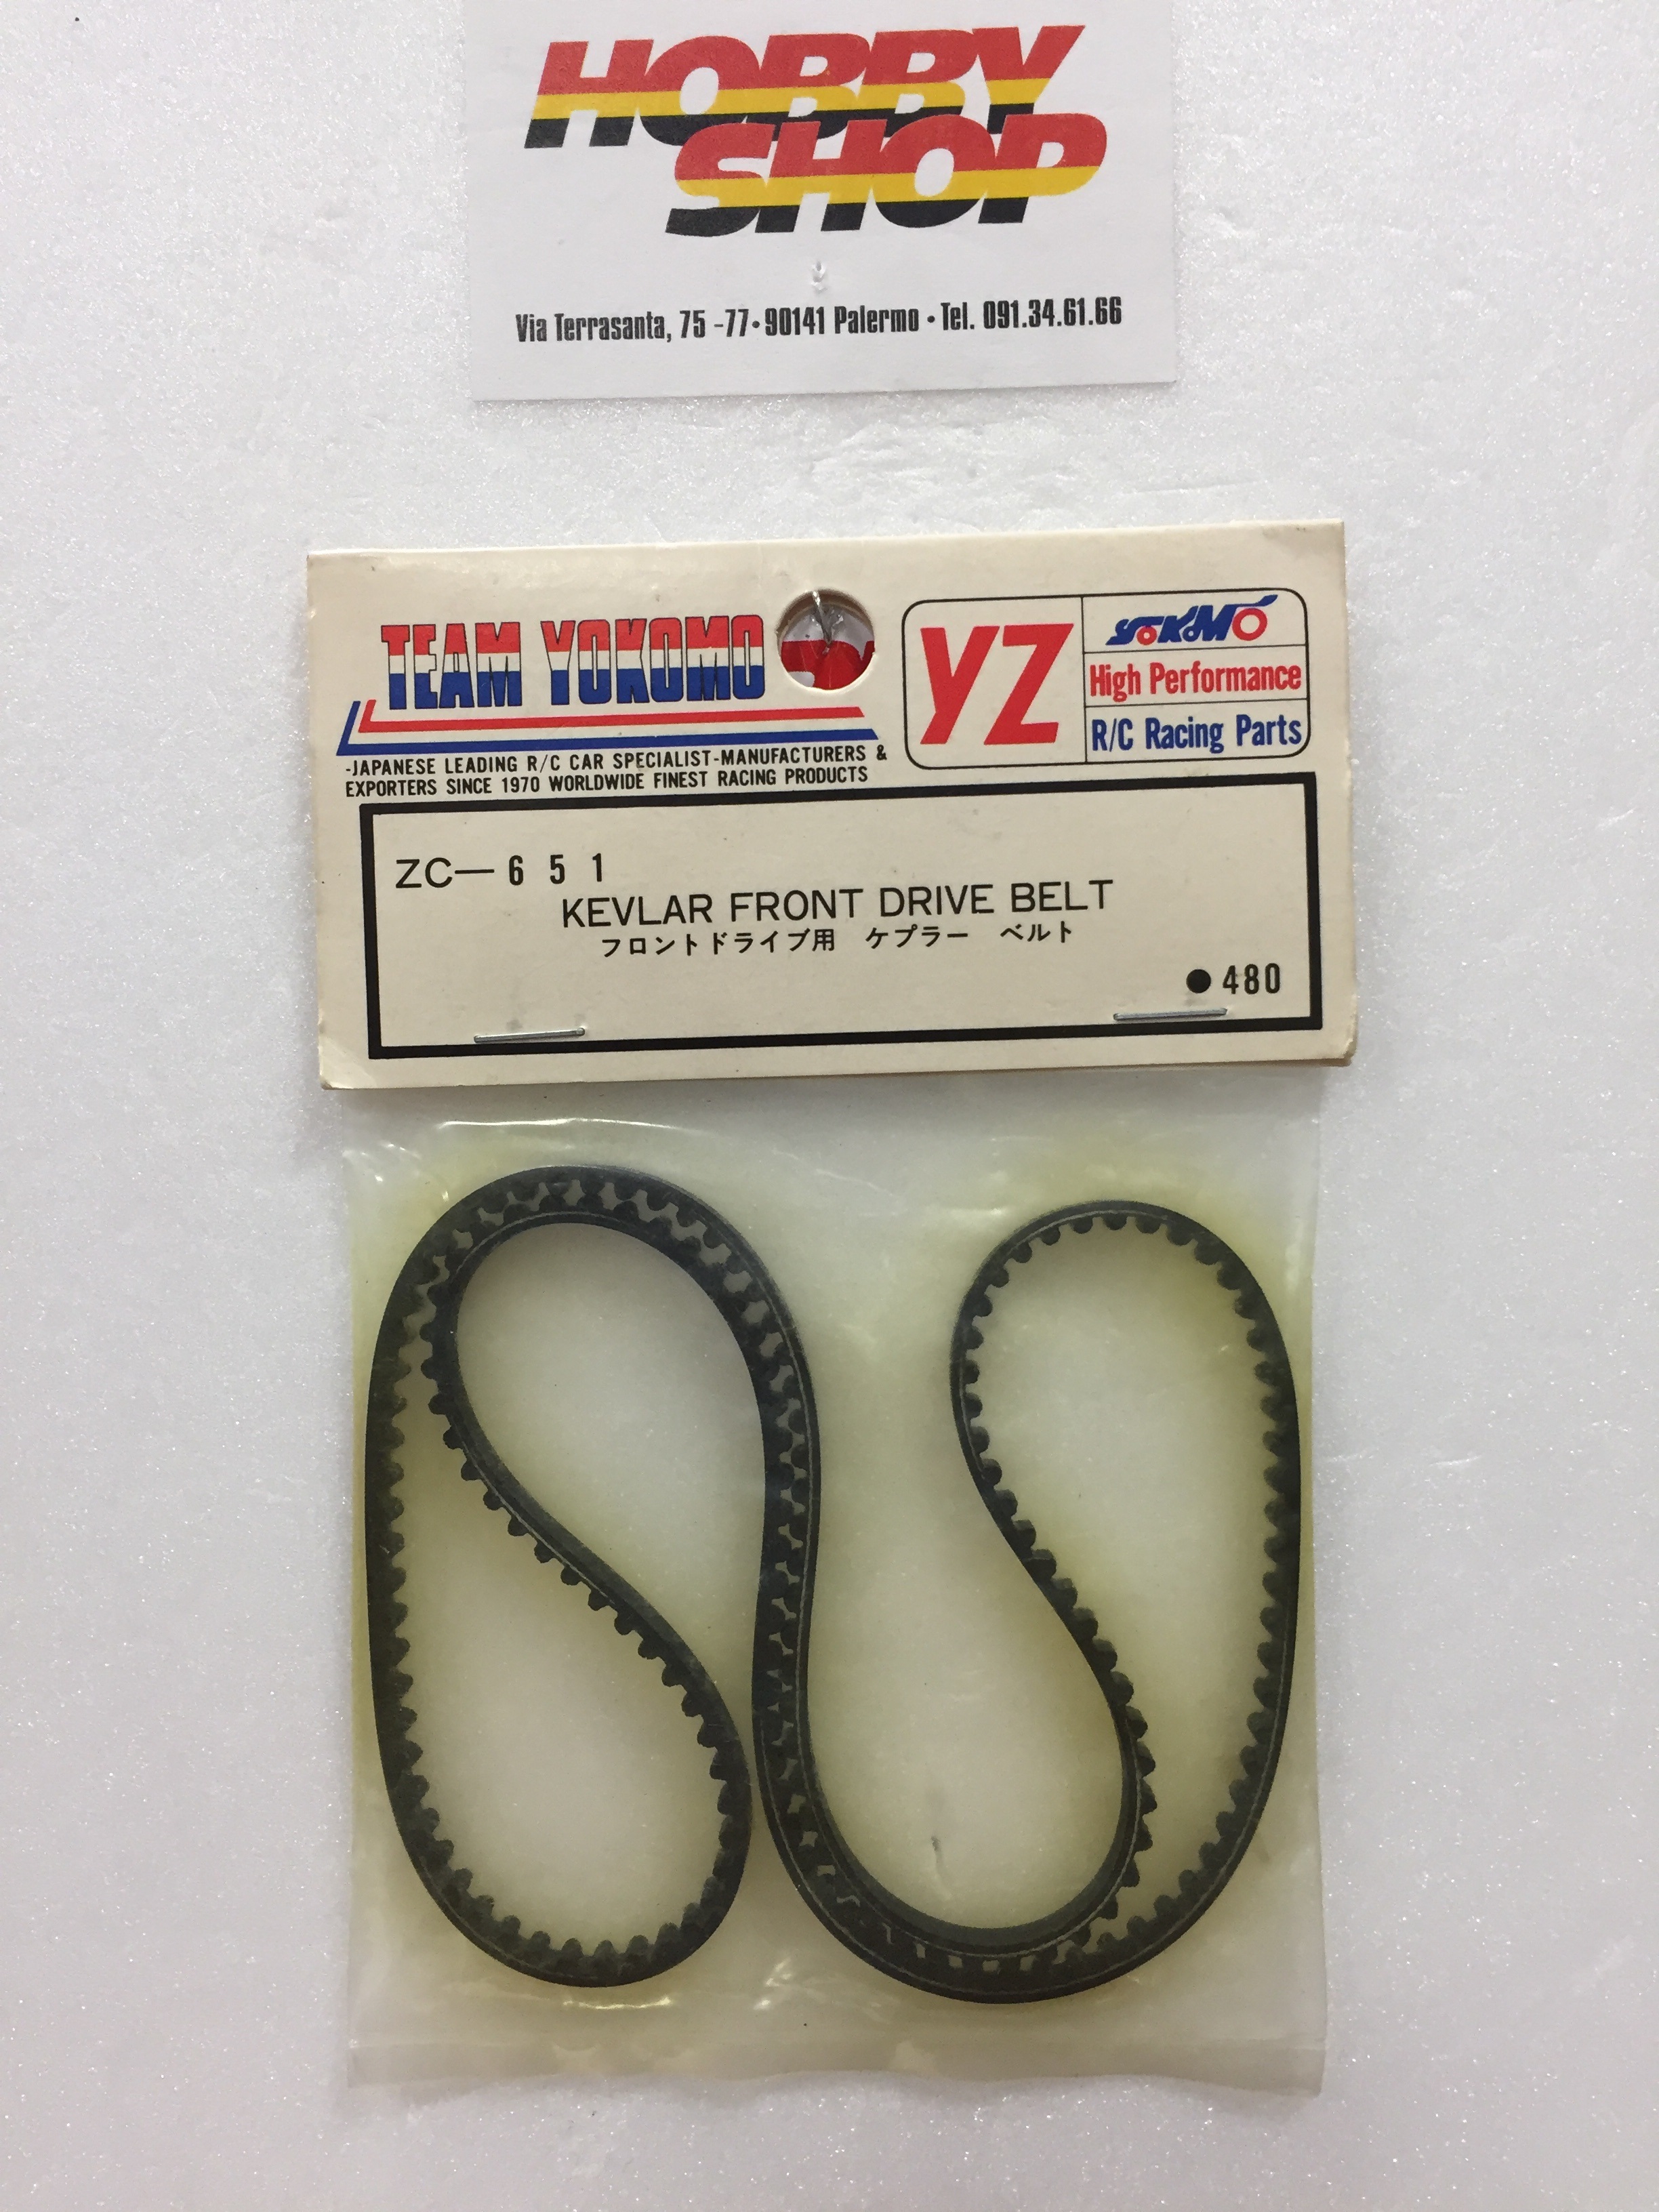 HOBBY
SHOP
Via Terrasanta, 75 -77 • 90141 Palermo • Tel. 091.34.61.66
TEAM YOKOMO
-JAPANESE LEADING R/C CAR SPECIALIST-MANUFACTURERS &
EXPORTERS SINCE 1970 WORLDWIDE FINEST RACING PRODUCTS
YZ
YOKOMO
High Performance
R/C Racing Parts
ZC—651
KEVLAR FRONT DRIVE BELT
フロントドライブ用 ケプラー ベルト
●480